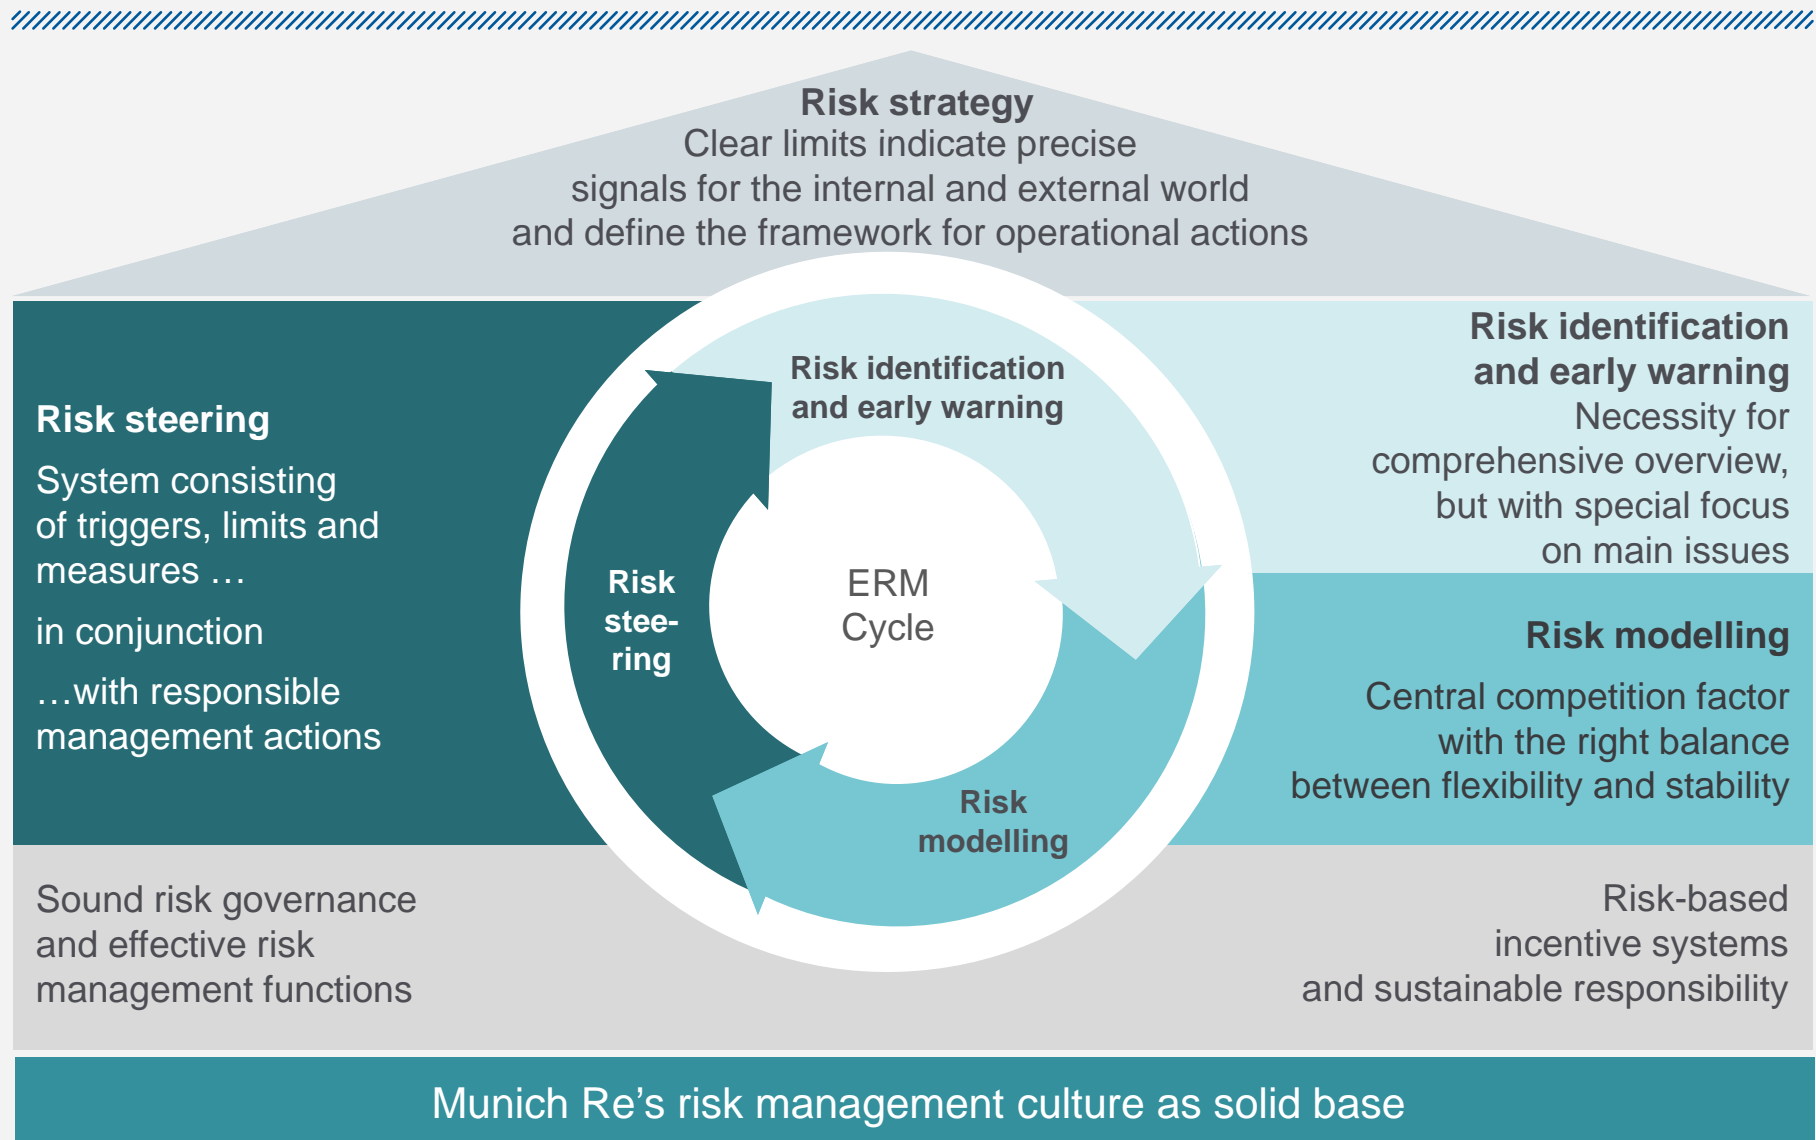 Risk strategy
Clear limits indicate precise
signals for the internal and external world
and define the framework for operational actions
Risk steering
System consisting
of triggers, limits and
measures …
in conjunction
…with responsible
management actions
Risk identification
and early warning
Risk
stee-
ring
ERM
Cycle
Risk
modelling
Risk identification
and early warning
Necessity for
comprehensive overview,
but with special focus
on main issues
Risk modelling
Central competition factor
with the right balance
between flexibility and stability
Sound risk governance
and effective risk
management functions
Risk-based
incentive systems
and sustainable responsibility
Munich Re’s risk management culture as solid base